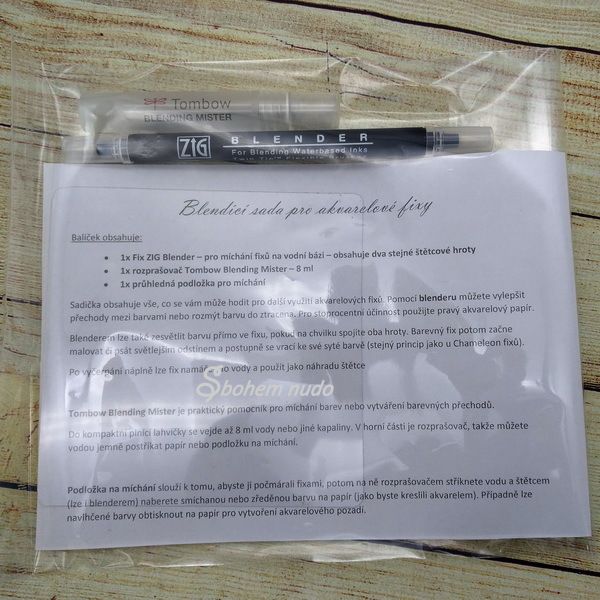 Tombow
BLENDING MISTER
ZIG
BLENDER
For Blending Waterbased Inks
Blendící sada pro akvarelové fixy
Balíček obsahuje:
• 1x Fix ZIG Blender – pro míchání fixů na vodní bázi – obsahuje dva stejné štětcové hroty
• 1x rozprašovač Tombow Blending Mister – 8 ml
• 1x průhledná podložka pro míchání
Sadička obsahuje vše, co se vám může hodit pro další využití akvarelových fixů. Pomocí blenderu můžete vylepšit
přechody mezi barvami nebo rozmýt barvu do ztracena. Pro stoprocentní účinnost použijte pravý akvarelový papír.
Blenderem lze také zesvětlit barvu přímo ve fixu, pokud na chvilku spojíte oba hroty. Barevný fix potom začne
malovat či psát světlejším odstínem a postupně se vrací ke své syté barvě (stejný princip jako u Chameleon fixů).
Po vyčerpání náplně lze fix do vody a použít jako náhradu štětce
Sbohem nudo
Tombow Blending Mister je praktický pomocník pro míchání barev nebo vytváření barevných přechodů.
Do kompaktní plnící lahvičky se vejde až 8 ml vody nebo jiné kapaliny. V horní části je rozprašovač, takže můžete
vodou jemně postříkat papír nebo podložku na míchání.
Podložka na míchání slouží k tomu, abyste ji počmárali fixami, potom na ně rozprašovačem stříknete vodu a štětcem
(lze i blenderem) naberete smíchanou nebo zředěnou barvu na papír (jako byste kreslili akvarelem). Případně lze
navlhčené barvy obtisknout na papír pro vytvoření akvarelového pozadí.